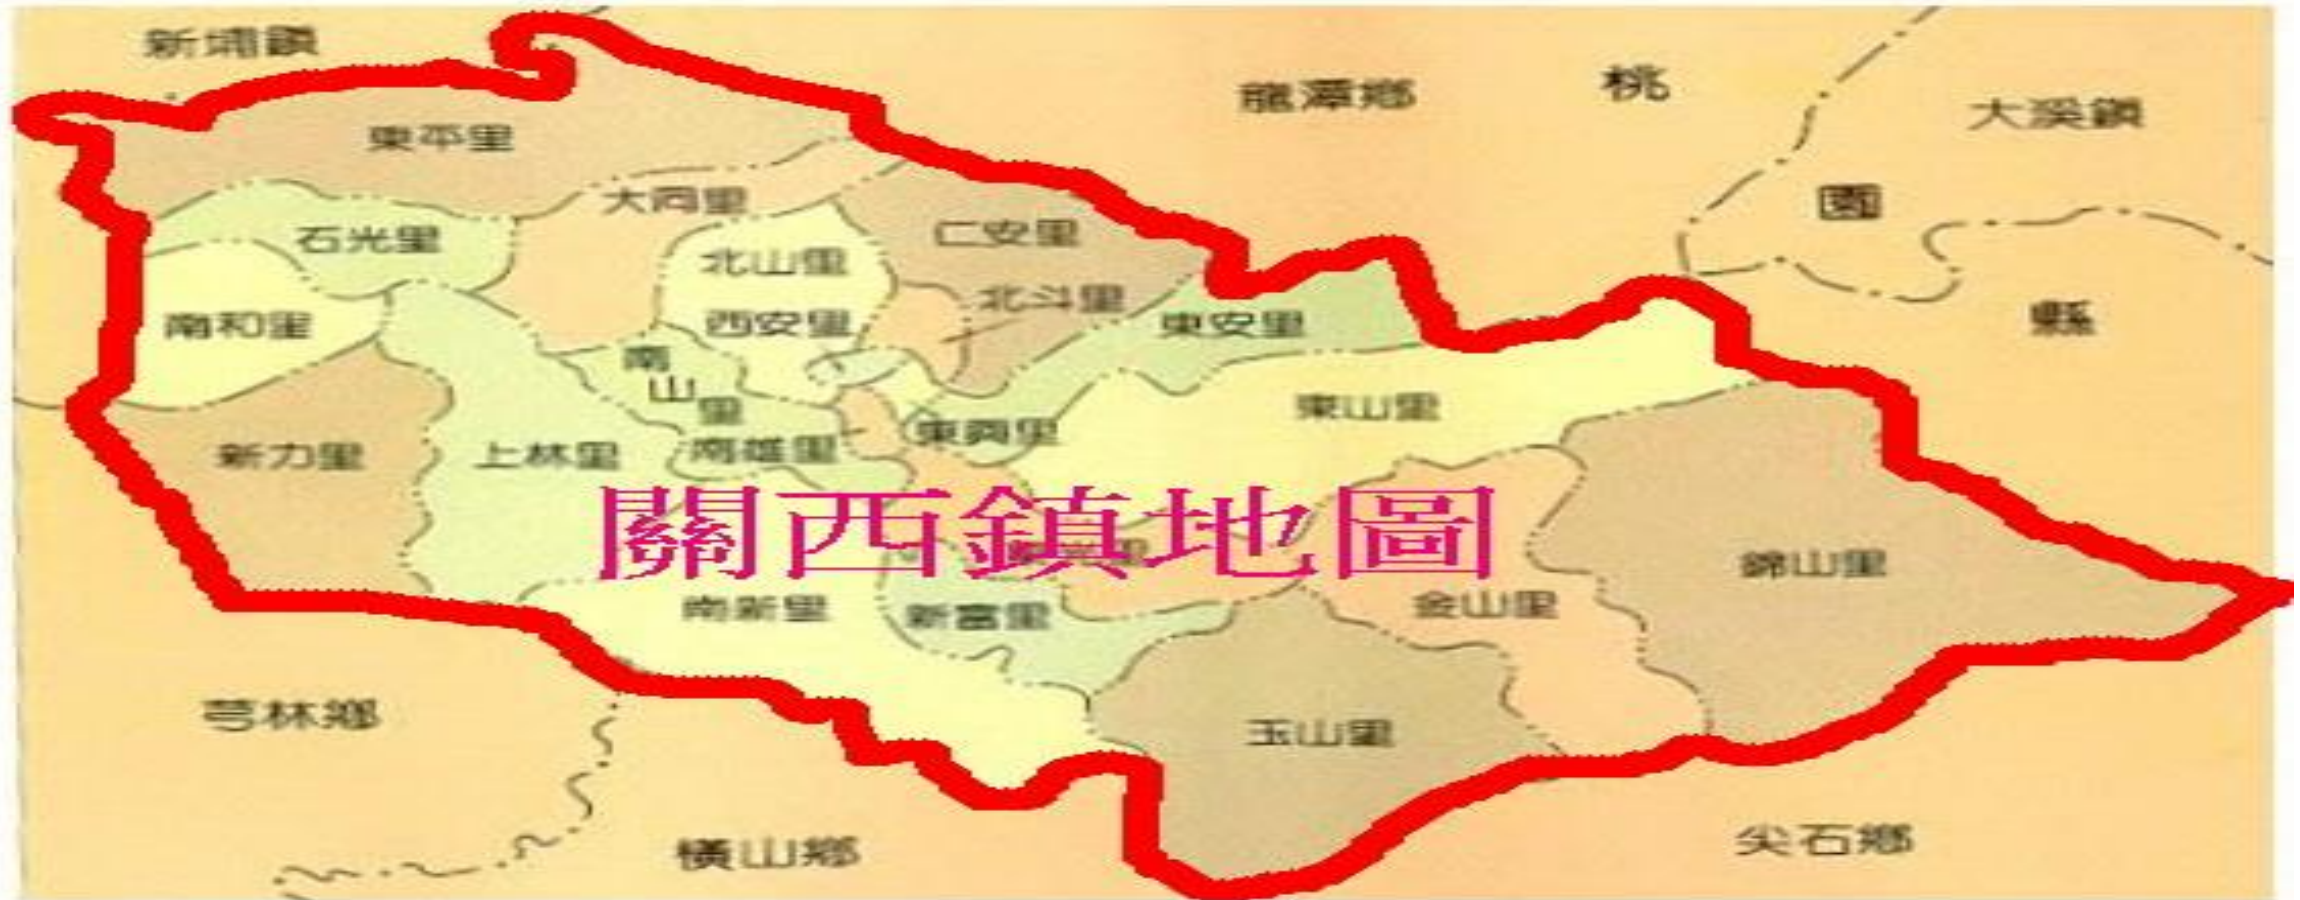 新埔鎮
龍潭鄉
桃
大溪鎮
東平里
大同里
園
石光里
北山里
仁安里
南和里
西安里
北斗里
東安里
縣
南
山
里
東山里
新力里
上林里
南雄里
東興里
關西鎮地圖
錦山里
南新里
新富里
金山里
芎林鄉
玉山里
橫山鄉
尖石鄉